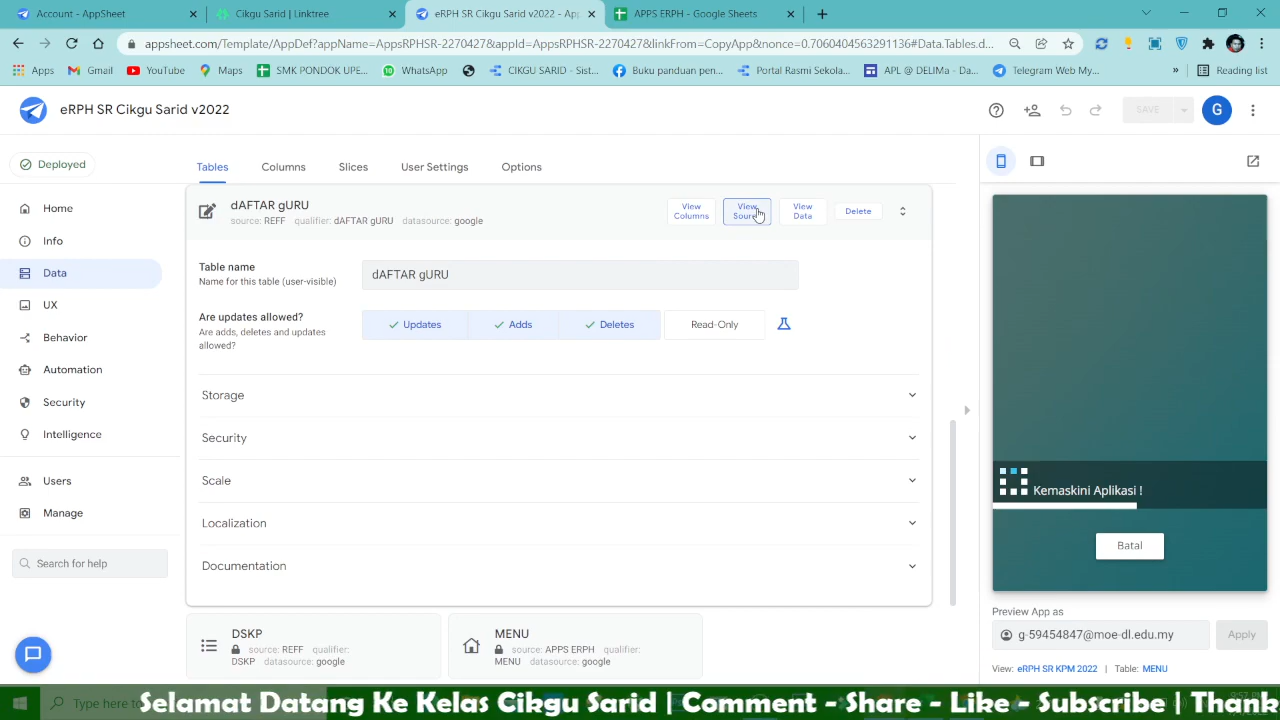 Account - AppSheet
Cikgu Sarid | Linktree
eRPH SR Cikgu Sarid v2022 - App
APPS ERPH - Google Sheets
appsheet.com/Template/AppDef?appName=AppsRPHSR-2270427&appId=AppsRPHSR-2270427&linkFrom=CopyApp&nonce=0.7060404563291136#Data.Tables.d...
Apps
Gmail
YouTube
Maps
SMK PONDOK UPE...
WhatsApp
CIKGU SARID - Sist...
Buku panduan pen...
Portal Rasmi Sekola...
APL @ DELIMa - Da...
Telegram Web My...
Reading list
eRPH SR Cikgu Sarid v2022
SAVE
G
Deployed
Tables
Columns
Slices
User Settings
Options
Home
Info
Data
UX
Behavior
Automation
Security
Intelligence
Users
Manage
Search for help
dAFTAR gURU
source: REFF qualifier: dAFTAR gURU datasource: google
View Columns
View Source
View Data
Delete
Table name
Name for this table (user-visible)
dAFTAR gURU
Are updates allowed?
Are adds, deletes and updates
allowed?
Updates
Adds
Deletes
Read-Only
Storage
Security
Scale
Localization
Documentation
DSKP
source: REFF qualifier:
DSKP datasource: google
MENU
source: APPS ERPH qualifier:
MENU datasource: google
Kemaskini Aplikasi !
Batal
Preview App as
g-59454847@moe-dl.edu.my
Apply
View: eRPH SR KPM 2022 | Table: MENU
Type here to
Selamat Datang Ke Kelas Cikgu Sarid | Comment - Share - Like - Subscribe | Thank